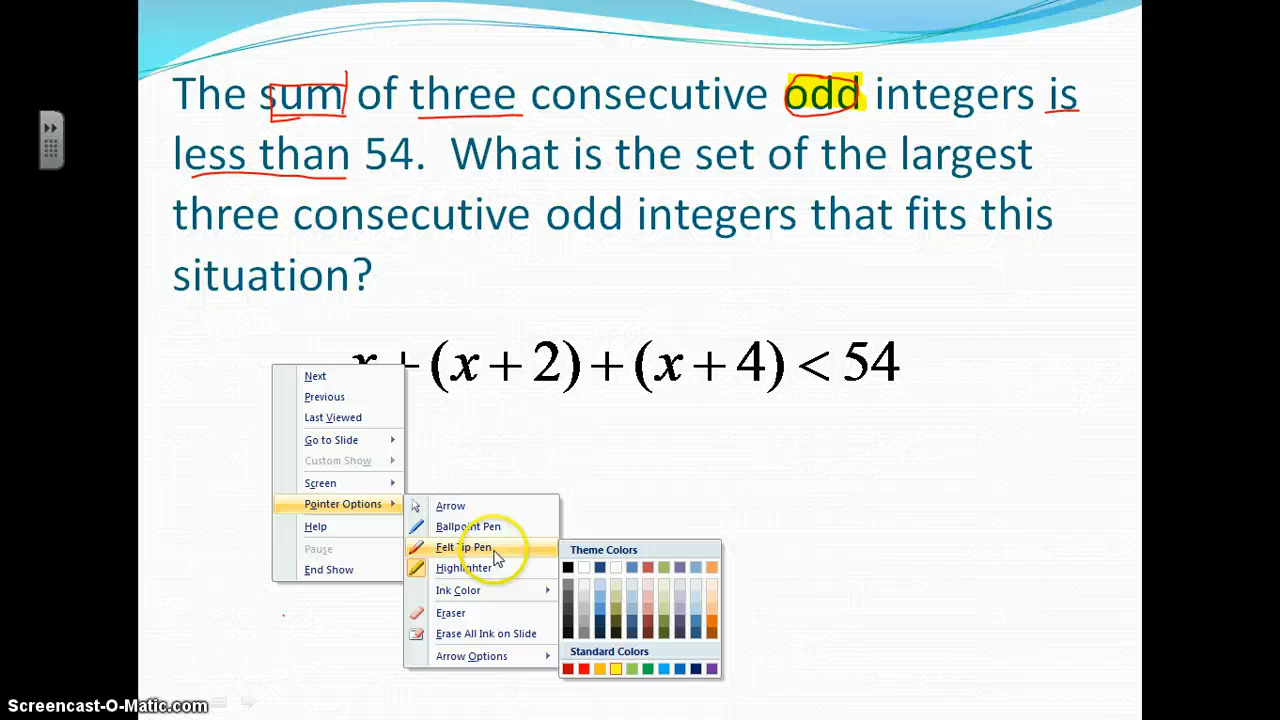 The sum of three consecutive odd integers is
less than 54. What is the set of the largest
three consecutive odd integers that fits this
situation?
x + (x + 2) + (x + 4) < 54
Next
Previous
Last Viewed
Go to Slide
Custom Show
Screen
Pointer Options
Help
Pause
End Show
Arrow
Ballpoint Pen
Felt Tip Pen
Highlighter
Ink Color
Eraser
Erase All Ink on Slide
Arrow Options
Theme Colors
Standard Colors
Screencast-O-Matic.com